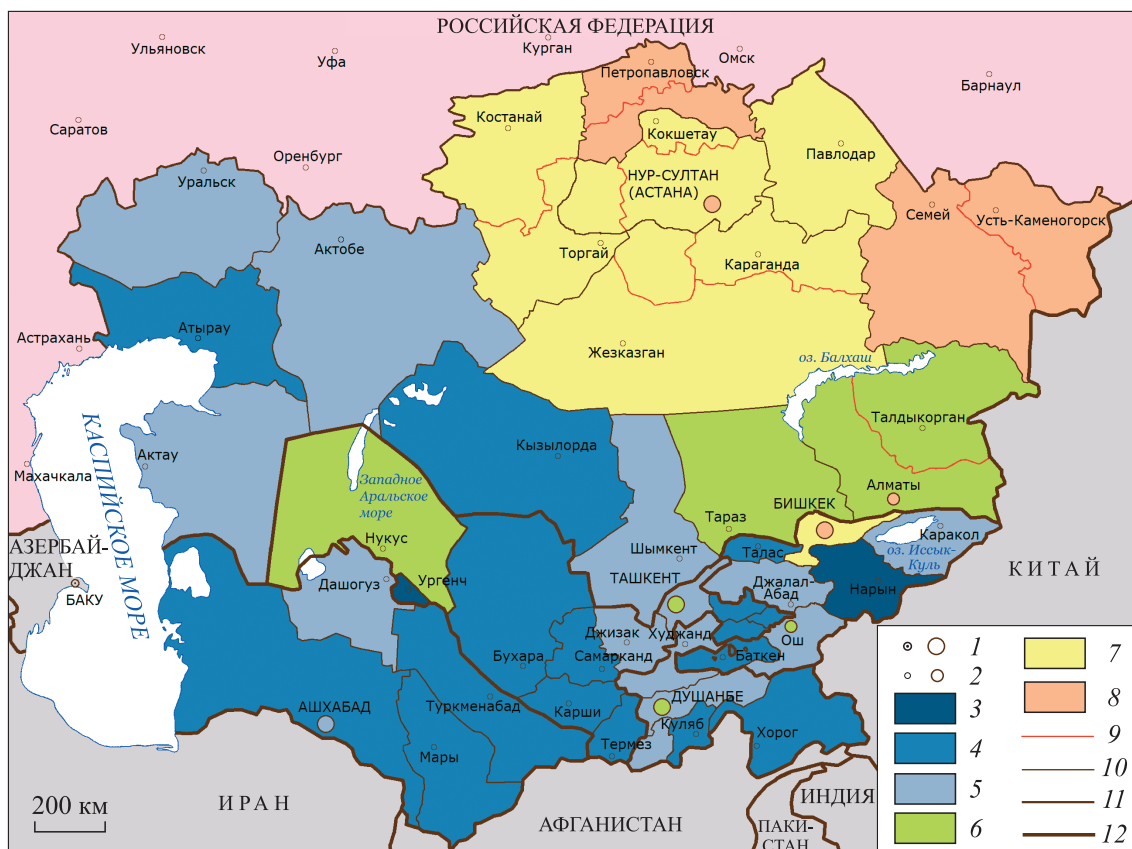 РОССИЙСКАЯ ФЕДЕРАЦИЯ
Ульяновск
Уфа
Курган
Омск
Барнаул
Петропавловск
Саратов
Костанай
Кокшетау
Оренбург
Павлодар
Уральск
НУР-СУЛТАН
(АСТАНА)
Семей
Усть-Каменогорск
Актобе
Торгай
Караганда
Астрахань
Атырау
Жезказган
оз. Балхаш
Талдыкорган
КАСПИЙСКОЕ МОРЕ
Актау
Махачкала
Кызылорда
Западное
Аральское
море
Алматы
БИШКЕК
Тараз
Каракол
оз. Иссык-
Куль
АЗЕРБАЙ-
ДЖАН
БАКУ
Нукус
Ургенч
Дашогуз
Шымкент
Талас
ТАШКЕНТ
Джалал-
Абад
Нарын
КИТАЙ
Джизак
Худжанд
Ош
Бухара
Самарканд
Баткен
АШХАБАД
Туркменабад
Карши
ДУШАНБЕ
Куляб
Хорог
Мары
Термез
200 км
ИРАН
АФГАНИСТАН
ПАКИ-
СТАН
ИНДИЯ
1
2
3
4
5
6
7
8
9
10
11
12